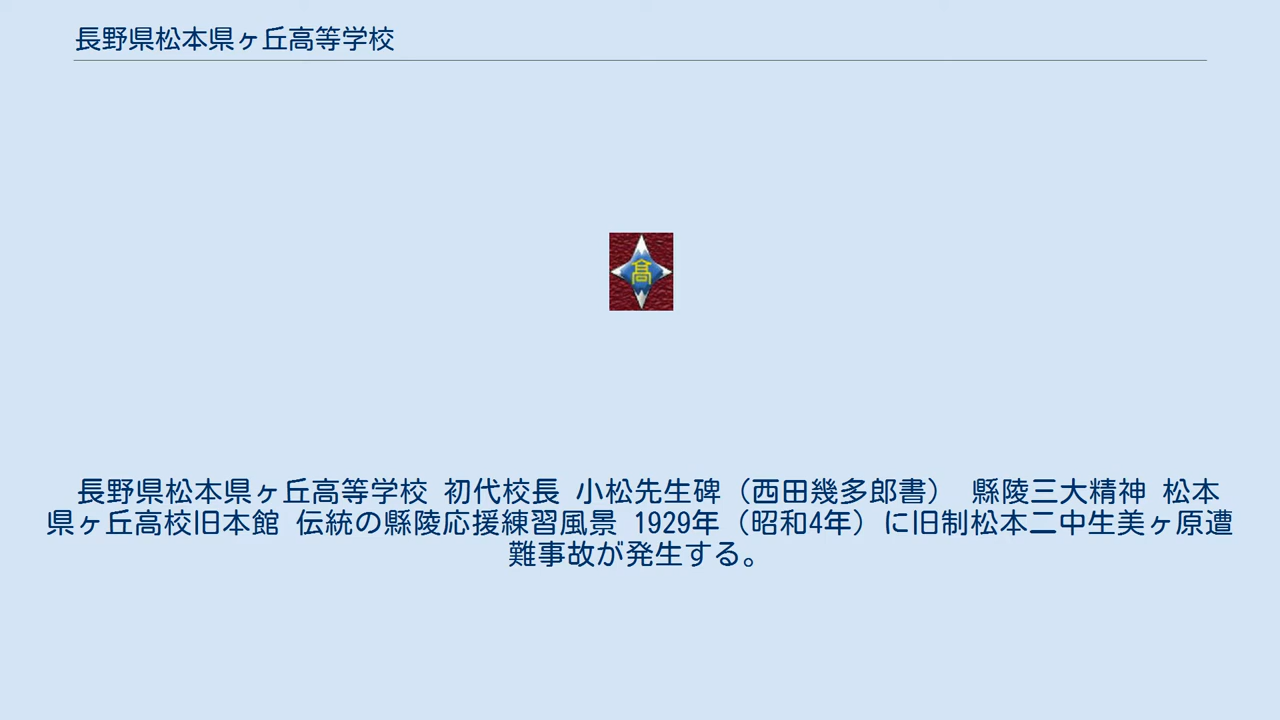 長野県松本県ヶ丘高等学校
髙
長野県松本県ヶ丘高等学校 初代校長 小松先生碑（西田幾多郎書） 縣陵三大精神 松本
県ヶ丘高校旧本館 伝統の縣陵応援練習風景 1929年（昭和4年）に旧制松本二中生美ヶ原遭
難事故が発生する。